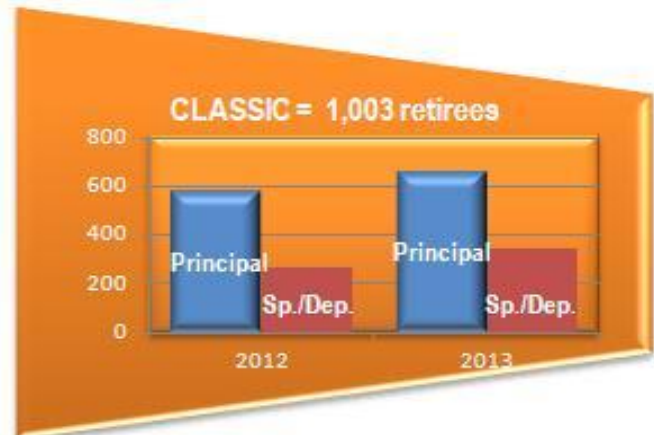 CLASSIC = 1,003 retirees
800
600
400
200
0
Principal
Sp./Dep.
Principal
Sp./Dep.
2012
2013